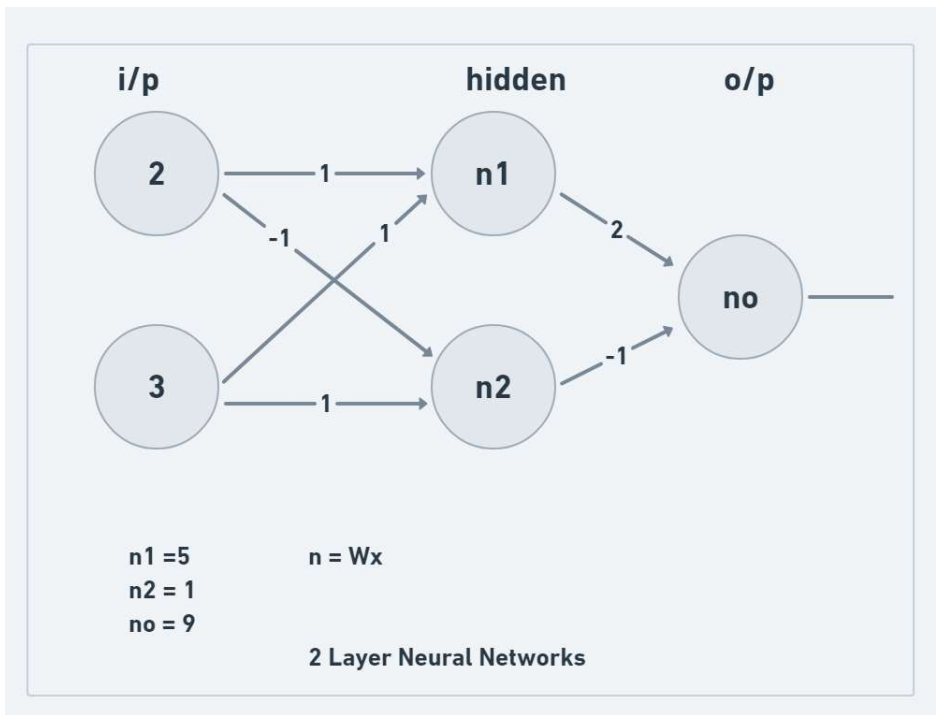 i/p hidden o/p
2 1 n1
-1 1 2
no
3 1 n2
-1
n1 =5 n = Wx
n2 = 1
no = 9
2 Layer Neural Networks